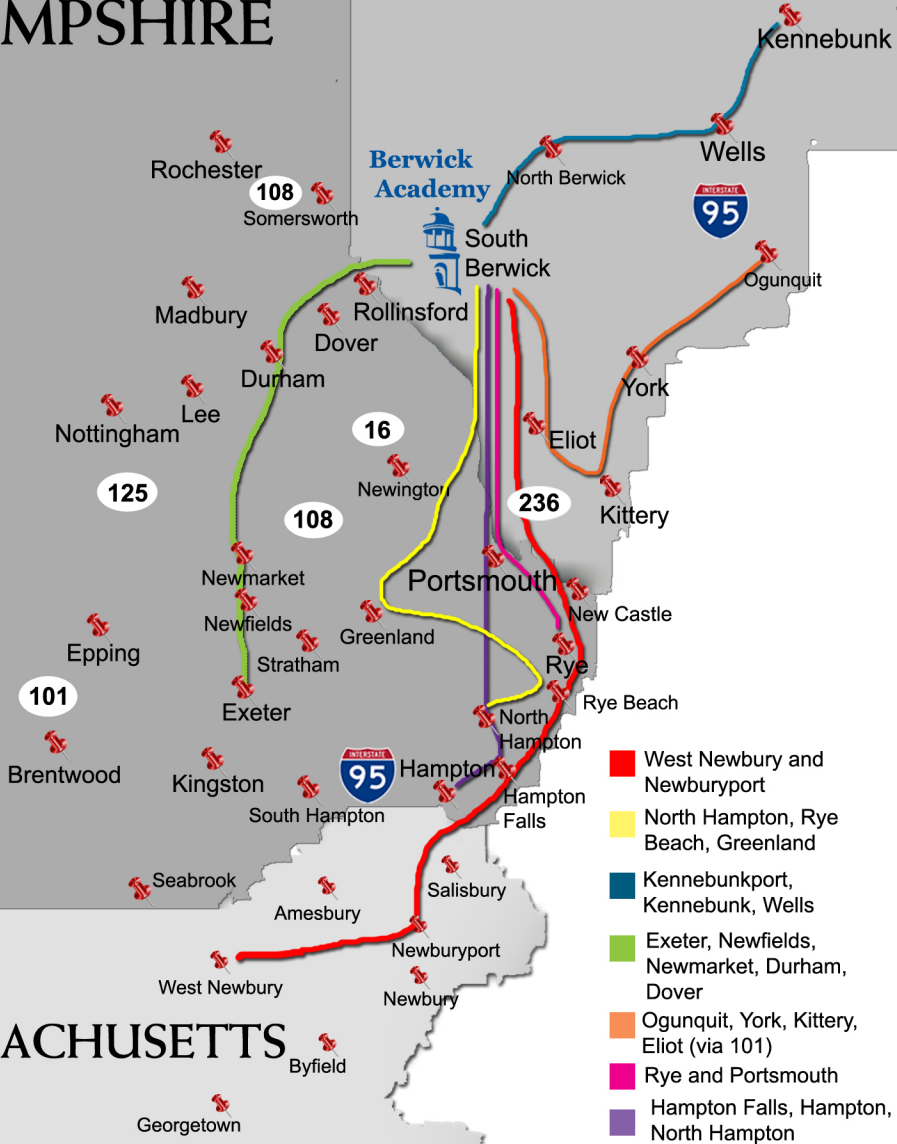 MPSHIRE
Kennebunk
Wells
North Berwick
Rochester
108
Somersworth
Berwick
Academy
INTERSTATE
95
South
Berwick
Ogunquit
Madbury
Rollinsford
Dover
Durham
York
Lee
Nottingham
16
Eliot
125
Newington
108
236
Kittery
Newmarket
Portsmouth
New Castle
Newfields
Greenland
Epping
Stratham
Rye
101
Exeter
Rye Beach
North
Hampton
Brentwood
Kingston
INTERSTATE
95
Hampton
South Hampton
Hampton
Falls
Seabrook
Amesbury
Salisbury
Newburyport
West Newbury
Newbury
ACHUSETTS
Byfield
Georgetown
West Newbury and
Newburyport
North Hampton, Rye
Beach, Greenland
Kennebunkport,
Kennebunk, Wells
Exeter, Newfields,
Newmarket, Durham,
Dover
Ogunquit, York, Kittery,
Eliot (via 101)
Rye and Portsmouth
Hampton Falls, Hampton,
North Hampton